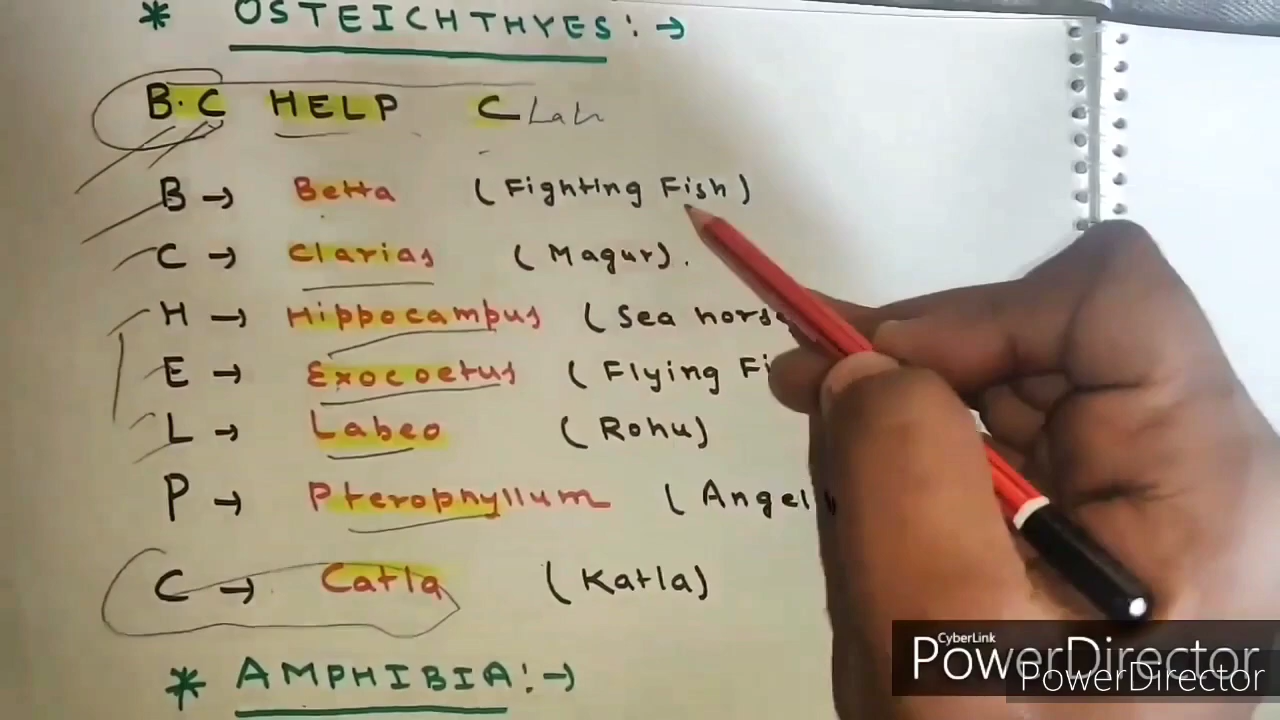 * OSTEICHTHYES:→
B.C HELP C Lah
B → Betta (Fighting Fish)
C → Clarias (Magur).
H → Hippocampus (Sea horse
E → Exocoetus (Flying Fi
L → Labeo (Rohu)
P → Pterophyllum (Angel
C → Catla (Katla)
* AMPHIBIA:→
CyberLink
PowerDirector
PowerDirector